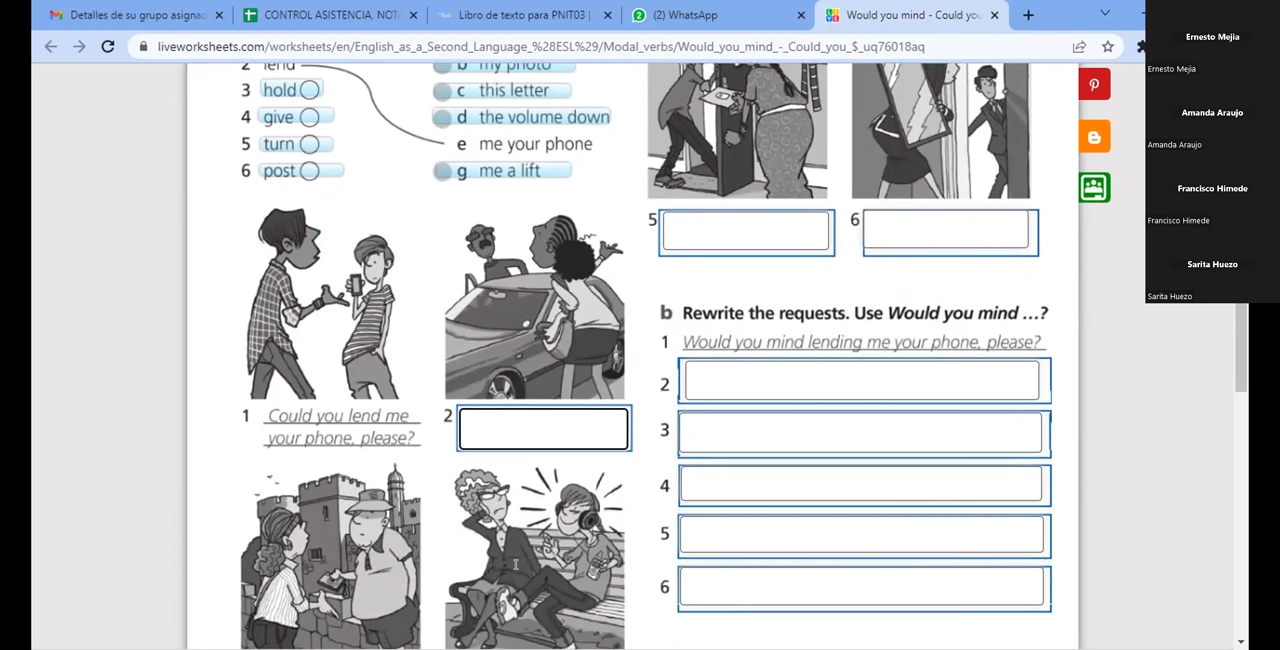 Detalles de su grupo asigna
CONTROL ASISTENCIA, NOT
Libro de texto para PNIT03 |
(2) WhatsApp
Would you mind - Could yo
liveworksheets.com/worksheets/en/English_as_a_Second_Language_%28ESL%29/Modal_verbs/Would_you_mind_-_Could_you_$_uq76018aq
2 lend
3 hold
4 give
5 turn
6 post
b my photo
c this letter
d the volume down
e me your phone
g me a lift
1 Could you lend me
your phone, please?
2
5
6
b Rewrite the requests. Use Would you mind ...?
1 Would you mind lending me your phone, please?
2
3
4
5
6
Ernesto Mejia
Ernesto Mejia
Amanda Araujo
Amanda Araujo
Francisco Himede
Francisco Himede
Sarita Huezo
Sarita Huezo